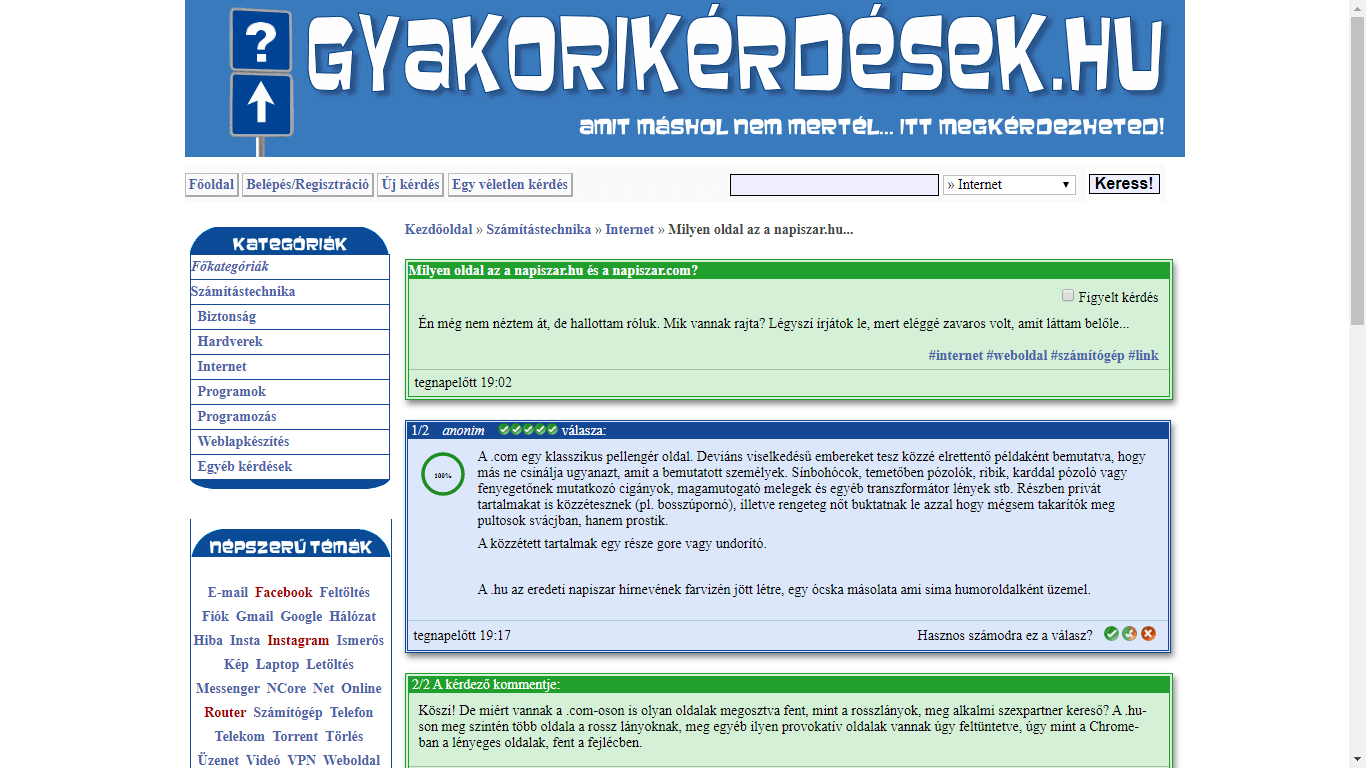 ?
GYAKORIKÉRDÉSEK.HU
AMIT MÁSHOL NEM MERTÉL... ITT MEGKÉRDEZHETED!
Főoldal Belépés/Regisztráció Új kérdés Egy véletlen kérdés
» Internet Keress!
Kezdőoldal » Számítástechnika » Internet » Milyen oldal az a napiszar.hu...
KATEGÓRIÁK
Főkategóriák
Számítástechnika
Biztonság
Hardverek
Internet
Programok
Programozás
Weblapkészítés
Egyéb kérdések
NÉPSZERŰ TÉMÁK
E-mail Facebook Feltöltés
Fiók Gmail Google Hálózat
Hiba Insta Instagram Ismerős
Kép Laptop Letöltés
Messenger NCore Net Online
Router Számítógép Telefon
Telekom Torrent Törlés
Üzenet Videó VPN Weboldal
Milyen oldal az a napiszar.hu és a napiszar.com?
Figyelt kérdés
Én még nem néztem át, de hallottam róluk. Mik vannak rajta? Légyszí írjátok le, mert eléggé zavaros volt, amit láttam belőle...
#internet #weboldal #számítógép #link
tegnapelőtt 19:02
1/2 anonim válasza:
100%
A .com egy klasszikus pellengér oldal. Deviáns viselkedésű embereket tesz közzé elrettentő példaként bemutatva, hogy
más ne csinálja ugyanazt, amit a bemutatott személyek. Sínbohócok, temetőben pózolók, ribik, karddal pózoló vagy
fenyegetőnek mutatkozó cigányok, magamutogató melegek és egyéb transzformátor lények stb. Részben privát
tartalmakat is közzétesznek (pl. bosszúpornó), illetve rengeteg nőt buktatnak le azzal hogy mégsem takarítók meg
pultosok svácjban, hanem prostik.
A közzétett tartalmak egy része gore vagy undorító.
A .hu az eredeti napiszar hírnevének farvizén jött létre, egy ócska másolata ami sima humoroldalként üzemel.
tegnapelőtt 19:17
Hasznos számodra ez a válasz?
2/2 A kérdező kommentje:
Köszi! De miért vannak a .com-oson is olyan oldalak megosztva fent, mint a rosszlányok, meg alkalmi szexpartner kereső? A .hu-
son meg szintén több oldala a rossz lányoknak, meg egyéb ilyen provokatív oldalak vannak úgy feltüntetve, úgy mint a Chrome-
ban a lényeges oldalak, fent a fejlécben.